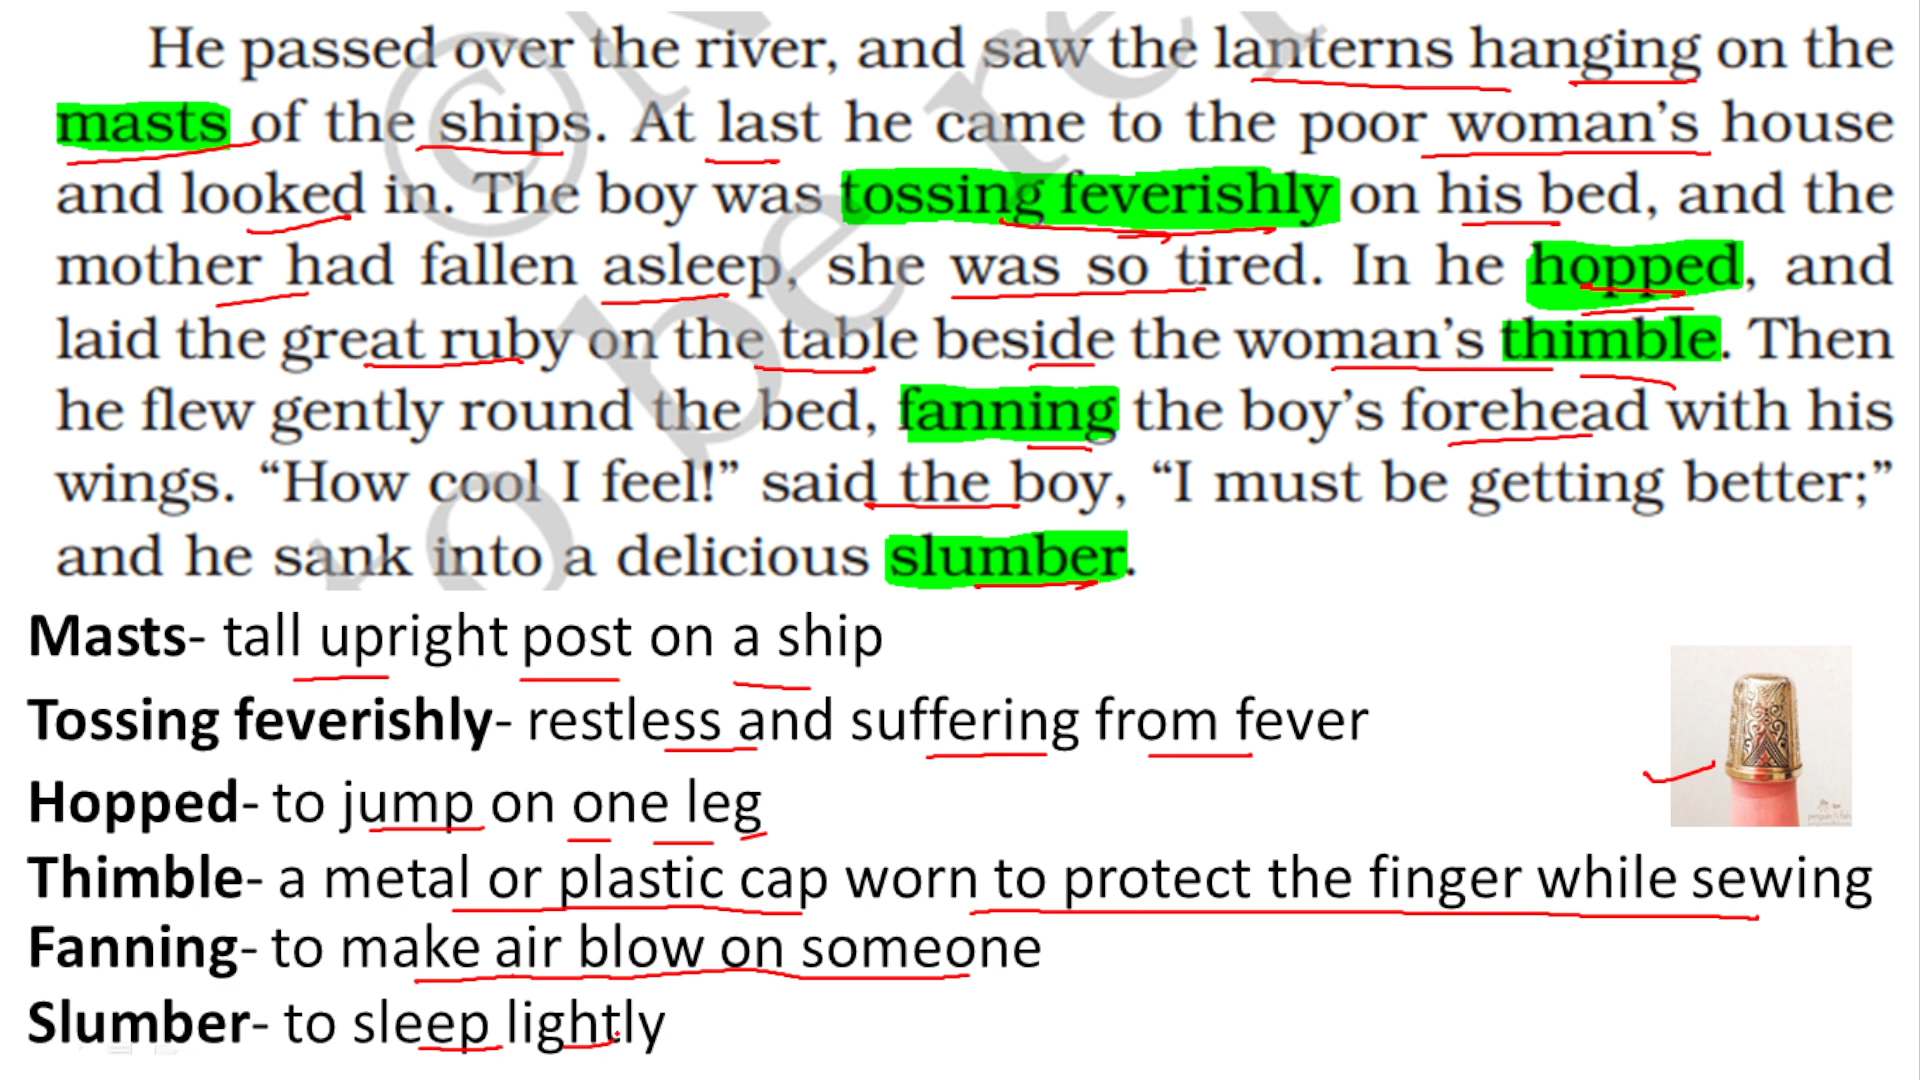 He passed over the river, and saw the lanterns hanging on the
masts of the ships. At last he came to the poor woman's house
and looked in. The boy was tossing feverishly on his bed, and the
mother had fallen asleep, she was so tired. In he hopped, and
laid the great ruby on the table beside the woman's thimble. Then
he flew gently round the bed, fanning the boy's forehead with his
wings. “How cool I feel!” said the boy, “I must be getting better;”
and he sank into a delicious slumber.
Masts- tall upright post on a ship
Tossing feverishly- restless and suffering from fever
Hopped- to jump on one leg
Thimble- a metal or plastic cap worn to protect the finger while sewing
Fanning- to make air blow on someone
Slumber- to sleep lightly